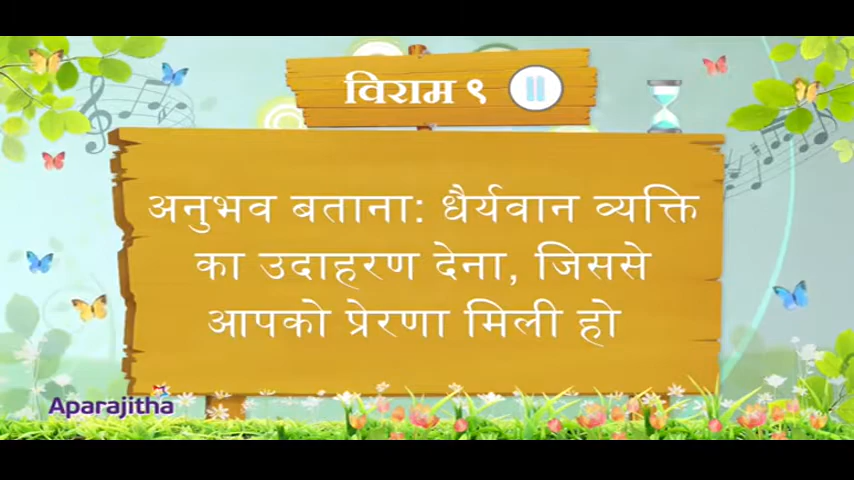 विराम ९
अनुभव बताना: धैर्यवान व्यक्ति
का उदाहरण देना, जिससे
आपको प्रेरणा मिली हो
Aparajitha